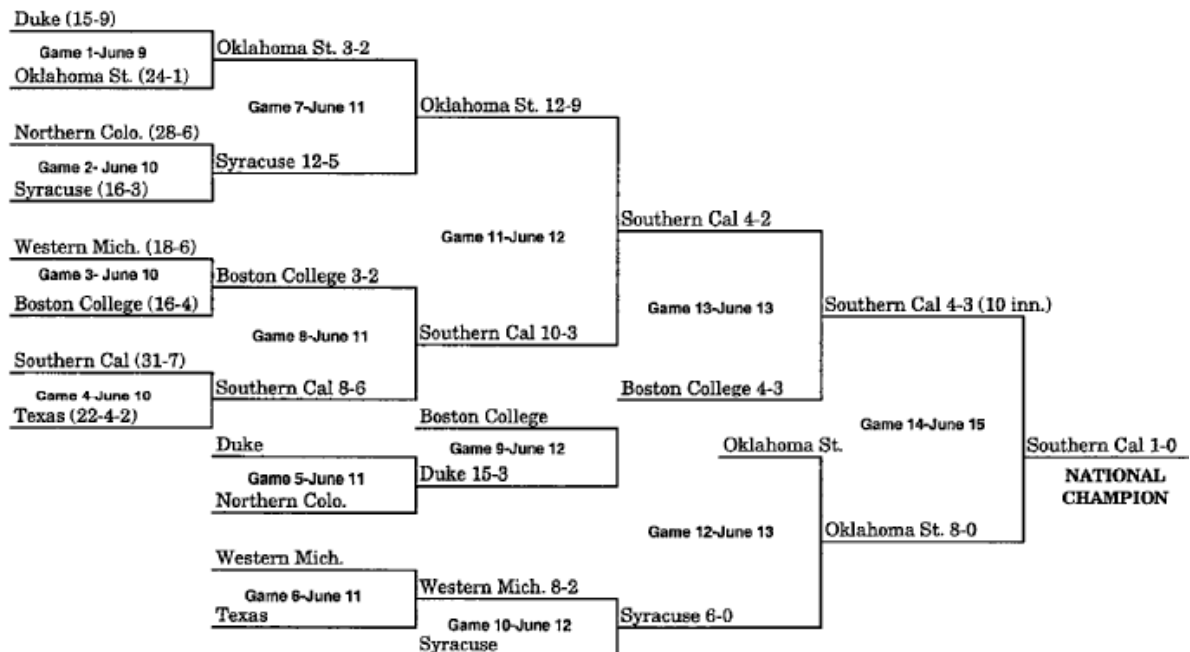 Duke (15-9)
Game 1-June 9
Oklahoma St. 3-2
Oklahoma St. (24-1)
Game 7-June 11
Oklahoma St. 12-9
Northern Colo. (28-6)
Game 2- June 10
Syracuse 12-5
Syracuse (16-3)
Southern Cal 4-2
Game 11-June 12
Western Mich. (18-6)
Game 3- June 10
Boston College 3-2
Boston College (16-4)
Game 13-June 13
Southern Cal 4-3 (10 inn.)
Game 8-June 11
Southern Cal 10-3
Southern Cal (31-7)
Game 4-June 10
Southern Cal 8-6
Boston College 4-3
Texas (22-4-2)
Boston College
Game 14-June 15
Duke
Game 9-June 12
Oklahoma St.
Southern Cal 1-0
Game 5-June 11
Duke 15-3
NATIONAL
CHAMPION
Northern Colo.
Game 12-June 13
Oklahoma St. 8-0
Western Mich.
Game 6-June 11
Western Mich. 8-2
Texas
Game 10-June 12
Syracuse 6-0
Syracuse